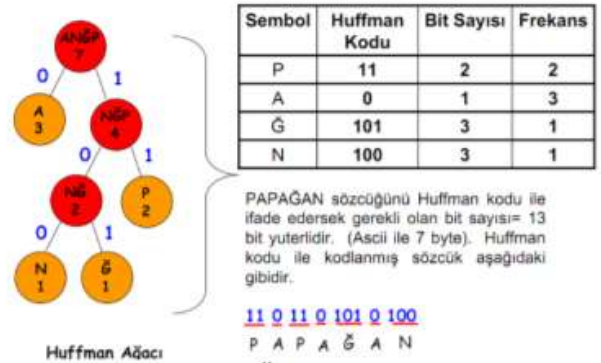 ANĞP
7
0
1
A
3
NĞP
4
0
1
NĞ
2
P
2
0
1
N
1
Ğ
1
Huffman Ağacı
Sembol Huffman Kodu Bit Sayısı Frekans
P 11 2 2
A 0 1 3
Ğ 101 3 1
N 100 3 1
PAPAĞAN sözcüğünü Huffman kodu ile
ifade edersek gerekli olan bit sayısı= 13
bit yuterlidir. (Ascii ile 7 byte). Huffman
kodu ile kodlanmış sözcük aşağıdaki
gibidir.
11 0 11 0 101 0 100
P A P A Ğ A N